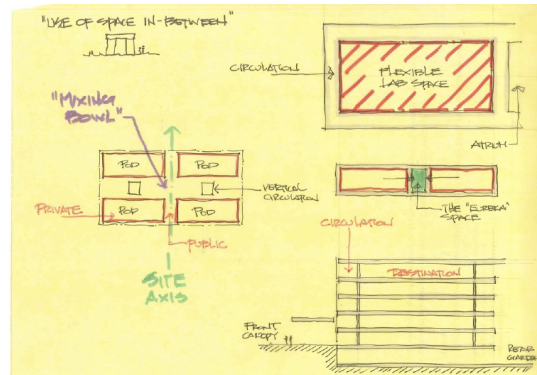 "USE OF SPACE IN-BETWEEN"
"MIXING
BOWL"
POD
POD
POD
POD
VERTICAL
CIRCULATION
PRIVATE
PUBLIC
SITE
AXIS
CIRCULATION
FLEXIBLE
LAB SPACE
ATRIUM
THE "EUREKA"
SPACE
CIRCULATION
DESTINATION
FRONT
CANOPY
REAR
GARDEN